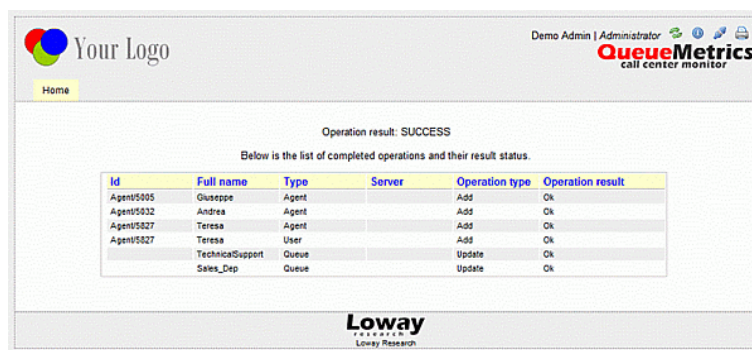 Demo Admin | Administrator
Your Logo
QueueMetrics
call center monitor
Home
Operation result: SUCCESS
Below is the list of completed operations and their result status.
Id Full name Type Server Operation type Operation result
Agent/5005 Giuseppe Agent Add Ok
Agent/5032 Andrea Agent Add Ok
Agent/5827 Teresa Agent Add Ok
Agent/5827 Teresa User Add Ok
TechnicalSupport Queue Update Ok
Sales_Dep Queue Update Ok
Loway
research
Loway Research